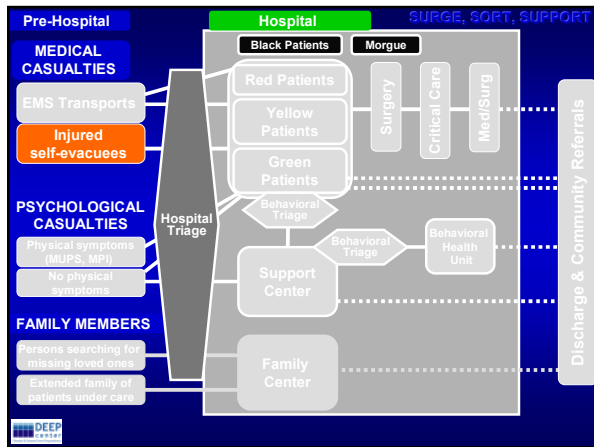 Pre-Hospital
Hospital
SURGE, SORT, SUPPORT
MEDICAL
CASUALTIES
Black Patients
Morgue
EMS Transports
Injured
self-evacuees
Red Patients
Yellow
Patients
Green
Patients
Surgery
Critical Care
Med/Surg
Hospital
Triage
Behavioral
Triage
PSYCHOLOGICAL
CASUALTIES
Physical symptoms
(MUPS, MPI)
No physical
symptoms
Support
Center
Behavioral
Triage
Behavioral
Health
Unit
FAMILY MEMBERS
Persons searching for
missing loved ones
Extended family of
patients under care
Family
Center
Discharge & Community Referrals
DEEP
center